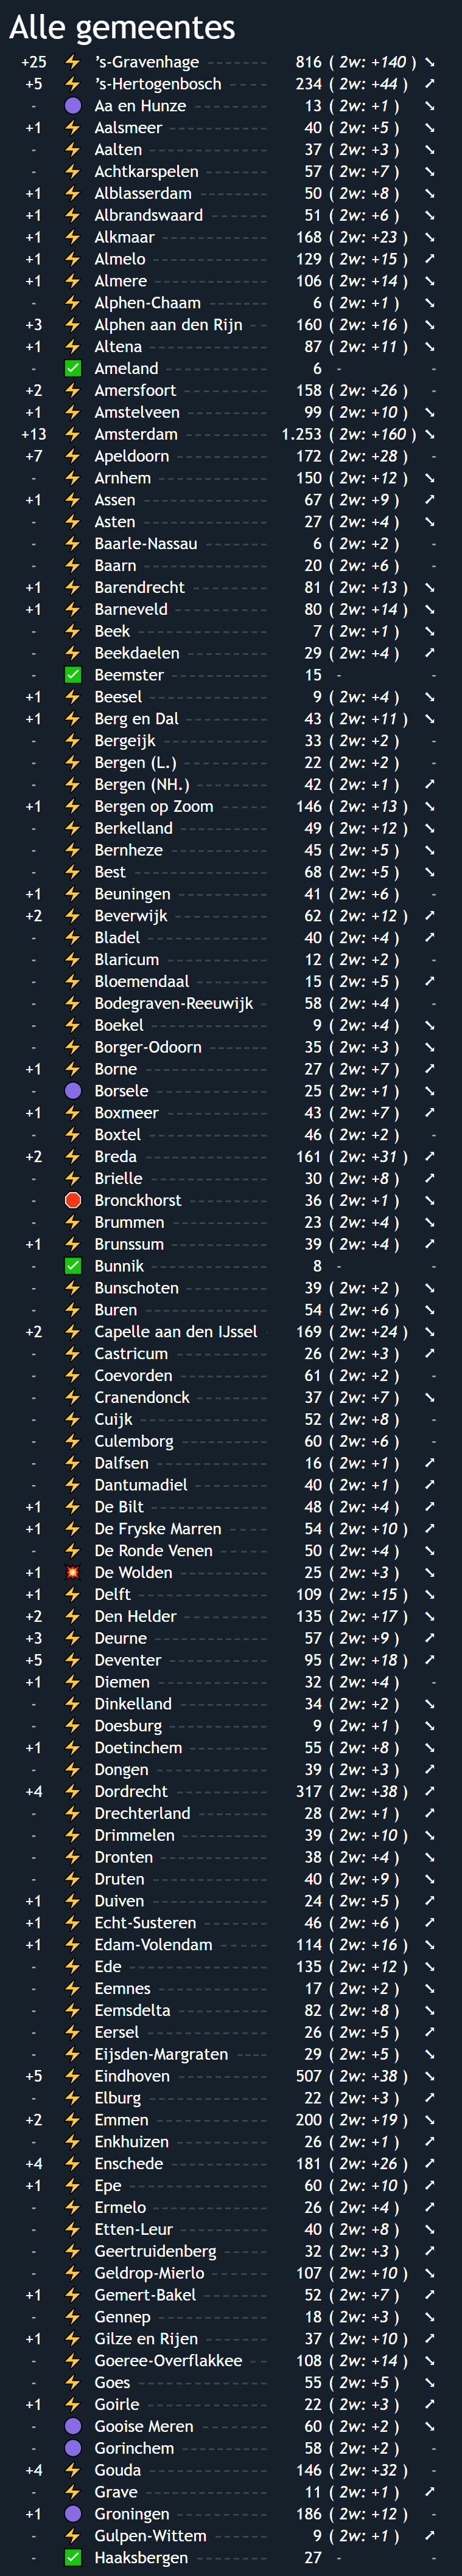 Alle gemeentes
+25 ⚡ ’s-Gravenhage 816 ( 2w: +140 ) ↘
+5 ⚡ ’s-Hertogenbosch 234 ( 2w: +44 ) ↗
- 🟣 Aa en Hunze 13 ( 2w: +1 ) ↘
+1 ⚡ Aalsmeer 40 ( 2w: +5 ) ↘
- ⚡ Aalten 37 ( 2w: +3 ) ↘
- ⚡ Achtkarspelen 57 ( 2w: +7 ) ↘
+1 ⚡ Alblasserdam 50 ( 2w: +8 ) ↘
+1 ⚡ Albrandswaard 51 ( 2w: +6 ) ↘
+1 ⚡ Alkmaar 168 ( 2w: +23 ) ↘
+1 ⚡ Almelo 129 ( 2w: +15 ) ↗
+1 ⚡ Almere 106 ( 2w: +14 ) ↘
- ⚡ Alphen-Chaam 6 ( 2w: +1 ) ↘
+3 ⚡ Alphen aan den Rijn 160 ( 2w: +16 ) ↘
+1 ⚡ Altena 87 ( 2w: +11 ) ↘
- ✅ Ameland 6 - -
+2 ⚡ Amersfoort 158 ( 2w: +26 ) -
+1 ⚡ Amstelveen 99 ( 2w: +10 ) ↘
+13 ⚡ Amsterdam 1.253 ( 2w: +160 ) ↘
+7 ⚡ Apeldoorn 172 ( 2w: +28 ) -
- ⚡ Arnhem 150 ( 2w: +12 ) ↘
+1 ⚡ Assen 67 ( 2w: +9 ) ↗
- ⚡ Asten 27 ( 2w: +4 ) ↘
- ⚡ Baarle-Nassau 6 ( 2w: +2 ) -
- ⚡ Baarn 20 ( 2w: +6 ) -
+1 ⚡ Barendrecht 81 ( 2w: +13 ) ↘
+1 ⚡ Barneveld 80 ( 2w: +14 ) ↘
- ⚡ Beek 7 ( 2w: +1 ) ↘
- ⚡ Beekdaelen 29 ( 2w: +4 ) ↗
- ✅ Beemster 15 - -
+1 ⚡ Beesel 9 ( 2w: +4 ) ↘
+1 ⚡ Berg en Dal 43 ( 2w: +11 ) ↘
- ⚡ Bergeijk 33 ( 2w: +2 ) -
- ⚡ Bergen (L.) 22 ( 2w: +2 ) -
- ⚡ Bergen (NH.) 42 ( 2w: +1 ) ↗
+1 ⚡ Bergen op Zoom 146 ( 2w: +13 ) ↘
- ⚡ Berkelland 49 ( 2w: +12 ) ↘
- ⚡ Bernheze 45 ( 2w: +5 ) ↘
- ⚡ Best 68 ( 2w: +5 ) ↘
+1 ⚡ Beuningen 41 ( 2w: +6 ) -
+2 ⚡ Beverwijk 62 ( 2w: +12 ) ↗
- ⚡ Bladel 40 ( 2w: +4 ) ↗
- ⚡ Blaricum 12 ( 2w: +2 ) -
- ⚡ Bloemendaal 15 ( 2w: +5 ) ↗
- ⚡ Bodegraven-Reeuwijk 58 ( 2w: +4 ) -
- ⚡ Boekel 9 ( 2w: +4 ) ↘
- ⚡ Borger-Odoorn 35 ( 2w: +3 ) ↘
+1 ⚡ Borne 27 ( 2w: +7 ) ↗
- 🟣 Borsele 25 ( 2w: +1 ) ↘
+1 ⚡ Boxmeer 43 ( 2w: +7 ) ↗
- ⚡ Boxtel 46 ( 2w: +2 ) -
+2 ⚡ Breda 161 ( 2w: +31 ) ↗
- ⚡ Brielle 30 ( 2w: +8 ) ↗
- 🛑 Bronckhorst 36 ( 2w: +1 ) ↘
- ⚡ Brummen 23 ( 2w: +4 ) ↘
+1 ⚡ Brunssum 39 ( 2w: +4 ) ↗
- ✅ Bunnik 8 - -
- ⚡ Bunschoten 39 ( 2w: +2 ) ↘
- ⚡ Buren 54 ( 2w: +6 ) ↘
+2 ⚡ Capelle aan den IJssel 169 ( 2w: +24 ) ↘
- ⚡ Castricum 26 ( 2w: +3 ) ↗
- ⚡ Coevorden 61 ( 2w: +2 ) -
- ⚡ Cranendonck 37 ( 2w: +7 ) ↘
- ⚡ Cuijk 52 ( 2w: +8 ) -
- ⚡ Culemborg 60 ( 2w: +6 ) -
- ⚡ Dalfsen 16 ( 2w: +1 ) ↗
- ⚡ Dantumadiel 40 ( 2w: +1 ) ↗
+1 ⚡ De Bilt 48 ( 2w: +4 ) ↗
+1 ⚡ De Fryske Marren 54 ( 2w: +10 ) ↗
- ⚡ De Ronde Venen 50 ( 2w: +4 ) ↘
+1 💥 De Wolden 25 ( 2w: +3 ) ↘
+1 ⚡ Delft 109 ( 2w: +15 ) ↘
+2 ⚡ Den Helder 135 ( 2w: +17 ) ↘
+3 ⚡ Deurne 57 ( 2w: +9 ) ↗
+5 ⚡ Deventer 95 ( 2w: +18 ) ↗
+1 ⚡ Diemen 32 ( 2w: +4 ) -
- ⚡ Dinkelland 34 ( 2w: +2 ) ↘
- ⚡ Doesburg 9 ( 2w: +1 ) ↘
+1 ⚡ Doetinchem 55 ( 2w: +8 ) ↘
- ⚡ Dongen 39 ( 2w: +3 ) ↗
+4 ⚡ Dordrecht 317 ( 2w: +38 ) ↗
- ⚡ Drechterland 28 ( 2w: +1 ) ↗
- ⚡ Drimmelen 39 ( 2w: +10 ) ↘
- ⚡ Dronten 38 ( 2w: +4 ) ↘
- ⚡ Druten 40 ( 2w: +9 ) ↘
+1 ⚡ Duiven 24 ( 2w: +5 ) ↗
+1 ⚡ Echt-Susteren 46 ( 2w: +6 ) ↗
+1 ⚡ Edam-Volendam 114 ( 2w: +16 ) ↘
- ⚡ Ede 135 ( 2w: +12 ) ↘
- ⚡ Eemnes 17 ( 2w: +2 ) ↘
- ⚡ Eemsdelta 82 ( 2w: +8 ) ↘
- ⚡ Eersel 26 ( 2w: +5 ) ↗
- ⚡ Eijsden-Margraten 29 ( 2w: +5 ) ↘
+5 ⚡ Eindhoven 507 ( 2w: +38 ) ↘
- ⚡ Elburg 22 ( 2w: +3 ) ↗
+2 ⚡ Emmen 200 ( 2w: +19 ) ↘
- ⚡ Enkhuizen 26 ( 2w: +1 ) ↗
+4 ⚡ Enschede 181 ( 2w: +26 ) ↗
+1 ⚡ Epe 60 ( 2w: +10 ) ↗
- ⚡ Ermelo 26 ( 2w: +4 ) ↗
- ⚡ Etten-Leur 40 ( 2w: +8 ) ↘
- ⚡ Geertruidenberg 32 ( 2w: +3 ) ↗
- ⚡ Geldrop-Mierlo 107 ( 2w: +10 ) ↘
+1 ⚡ Gemert-Bakel 52 ( 2w: +7 ) ↗
- ⚡ Gennep 18 ( 2w: +3 ) ↘
+1 ⚡ Gilze en Rijen 37 ( 2w: +10 ) ↗
- ⚡ Goeree-Overflakkee 108 ( 2w: +14 ) ↘
- ⚡ Goes 55 ( 2w: +5 ) ↘
+1 ⚡ Goirle 22 ( 2w: +3 ) ↗
- 🟣 Gooise Meren 60 ( 2w: +2 ) ↘
- 🟣 Gorinchem 58 ( 2w: +2 ) -
+4 ⚡ Gouda 146 ( 2w: +32 ) -
- ⚡ Grave 11 ( 2w: +1 ) ↗
+1 🟣 Groningen 186 ( 2w: +12 ) -
- ⚡ Gulpen-Wittem 9 ( 2w: +1 ) ↗
- ✅ Haaksbergen 27 - -